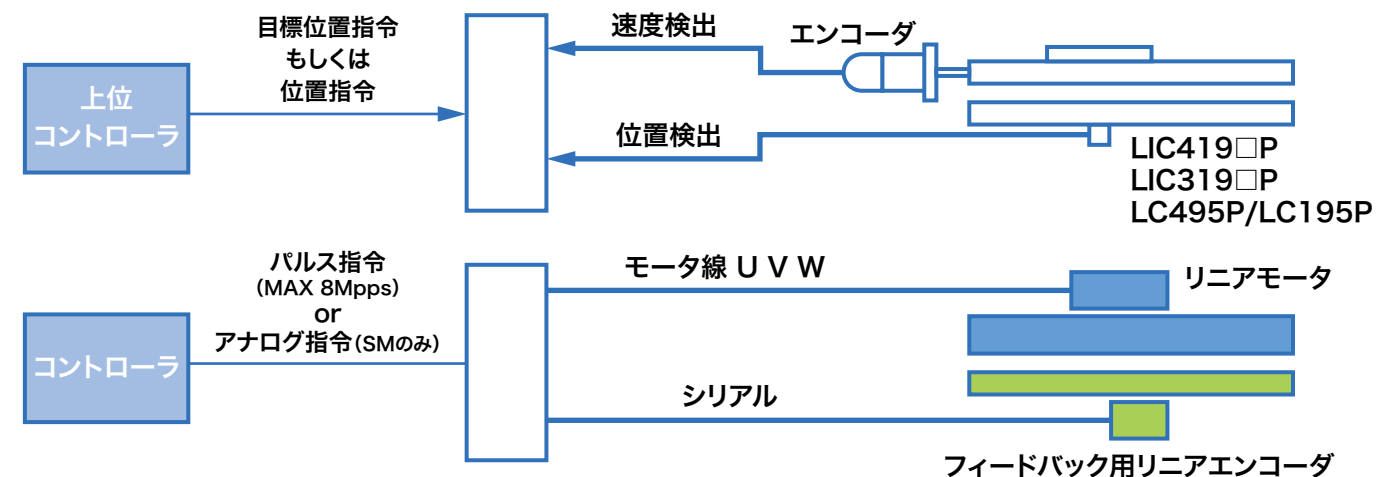 目標位置指令
もしくは
位置指令
上位
コントローラ
速度検出
エンコーダ
位置検出
LIC419□P
LIC319□P
LC495P/LC195P
パルス指令
(MAX 8Mpps)
or
アナログ指令(SMのみ)
コントローラ
モータ線 U V W
リニアモータ
シリアル
フィードバック用リニアエンコーダ